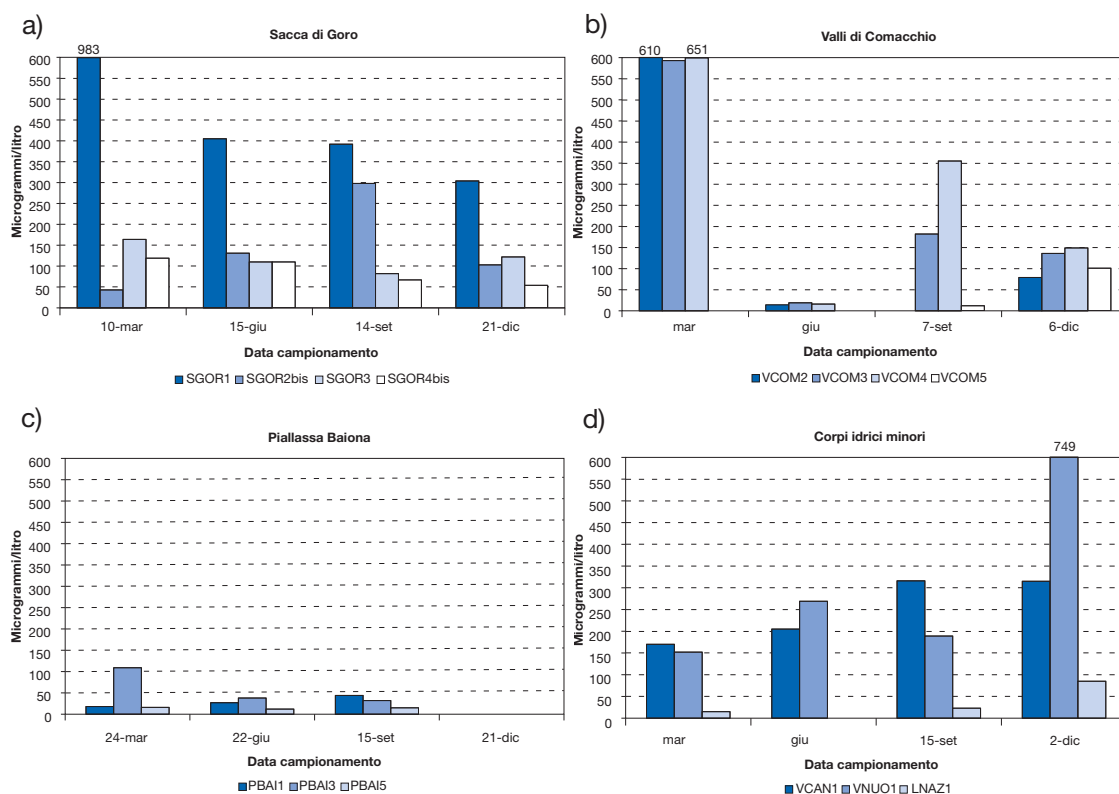 a)
Sacca di Goro
983
Microgrammi/litro
600
500
400
450
400
300
300
250
200
150
100
50
0
10-mar
15-giu
14-set
21-dic
Data campionamento
SGOR1 SGOR2bis SGOR3 SGOR4bis
b)
Valli di Comacchio
610 651
Microgrammi/litro
600
500
400
450
400
350
300
250
200
150
100
50
0
mar
giu
7-set
6-dic
Data campionamento
VCOM2 VCOM3 VCOM4 VCOM5
c)
Piallassa Baiona
Microgrammi/litro
600
550
500
450
400
350
300
250
200
150
100
50
0
24-mar
22-giu
15-set
21-dic
Data campionamento
PBAI1 PBAI3 PBAI5
d)
Corpi idrici minori
749
Microgrammi/litro
600
500
400
450
400
350
300
250
200
150
100
50
0
mar
giu
15-set
2-dic
Data campionamento
VCAN1 VNUO1 LNAZ1